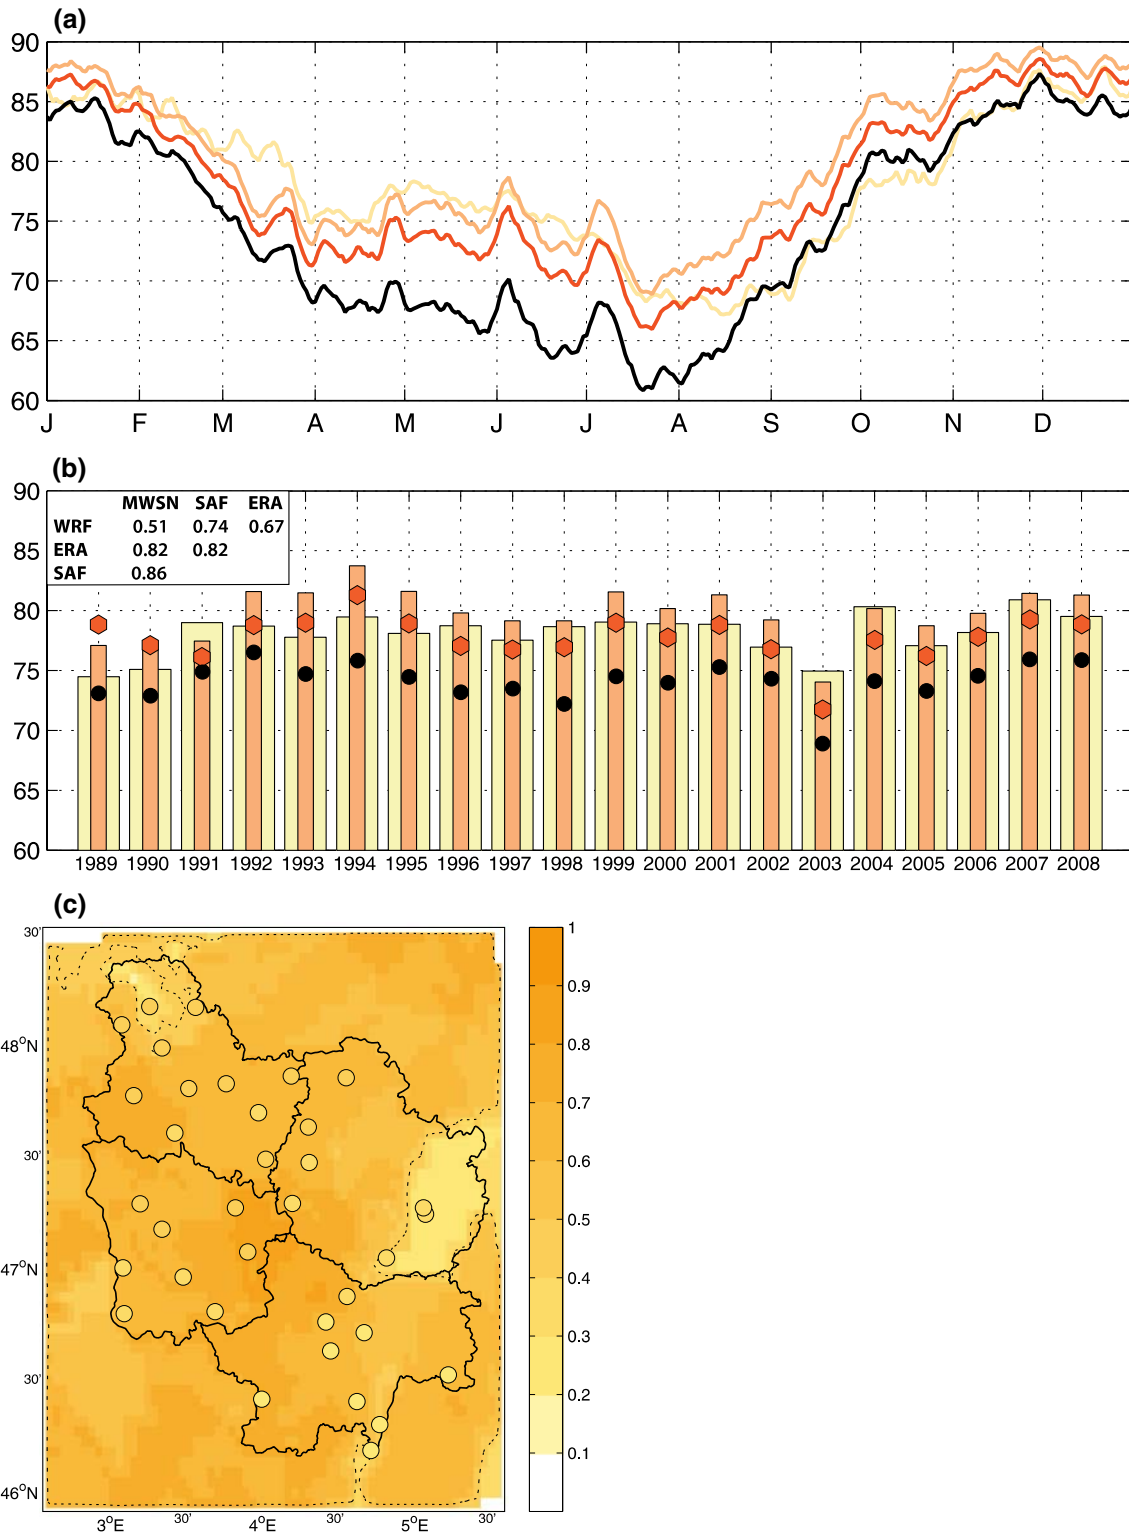 (a)
90
85
80
75
70
65
60
J F M A M J J A S O N D
(b)
90
85
80
75
70
65
60
MWSN SAF ERA
WRF 0.51 0.74 0.67
ERA 0.82 0.82
SAF 0.86
1989 1990 1991 1992 1993 1994 1995 1996 1997 1998 1999 2000 2001 2002 2003 2004 2005 2006 2007 2008
(c)
30'
48°N
30'
47°N
30'
46°N
3°E 30' 4°E 30' 5°E 30'
1
0.9
0.8
0.7
0.6
0.5
0.4
0.3
0.2
0.1